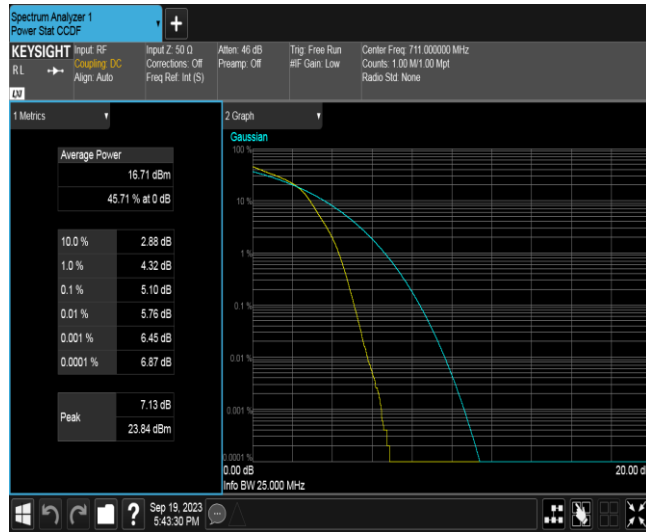 Spectrum Analyzer 1
Power Stat CCDF
KEYSIGHT
RL
LXI
Input: RF
Coupling: DC
Align: Auto
Input Z: 50 Ω
Corrections: Off
Freq Ref: Int (S)
Atten: 46 dB
Preamp: Off
Trig: Free Run
#IF Gain: Low
Center Freq: 711.000000 MHz
Counts: 1.00 M/1.00 Mpt
Radio Std: None
1 Metrics
Average Power
16.71 dBm
45.71 % at 0 dB
10.0 % 2.88 dB
1.0 % 4.32 dB
0.1 % 5.10 dB
0.01 % 5.76 dB
0.001 % 6.45 dB
0.0001 % 6.87 dB
Peak
7.13 dB
23.84 dBm
2 Graph
Gaussian
100 %
10 %
1 %
0.1 %
0.01 %
0.001 %
0.0001 %
0.00 dB 20.00 d
Info BW 25.000 MHz
? Sep 19, 2023
5:43:30 PM